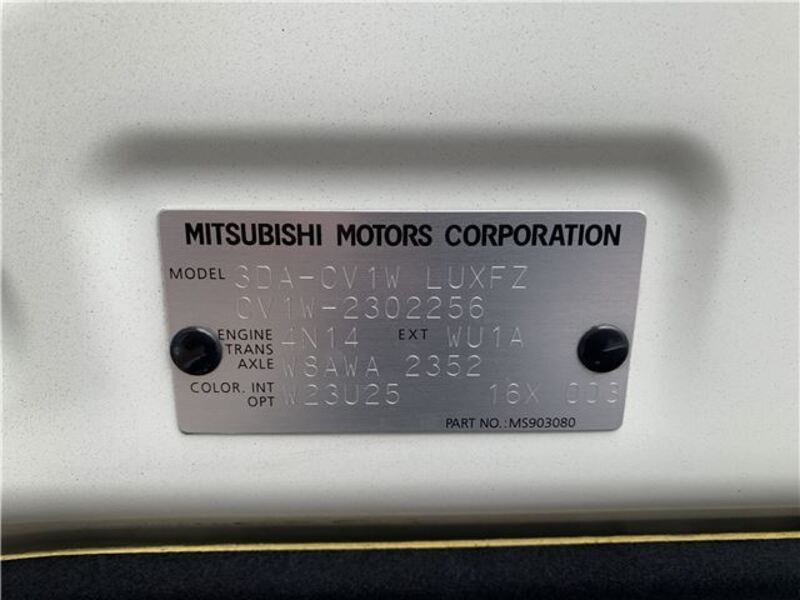 MITSUBISHI MOTORS CORPORATION
MODEL 3DA-CV1W LUXFZ
CV1W-2302256
ENGINE 4N14 EXT WU1A
TRANS
AXLE WSAWA 2352
COLOR. INT W23U25 16X 003
OPT
PART NO.: MS903080